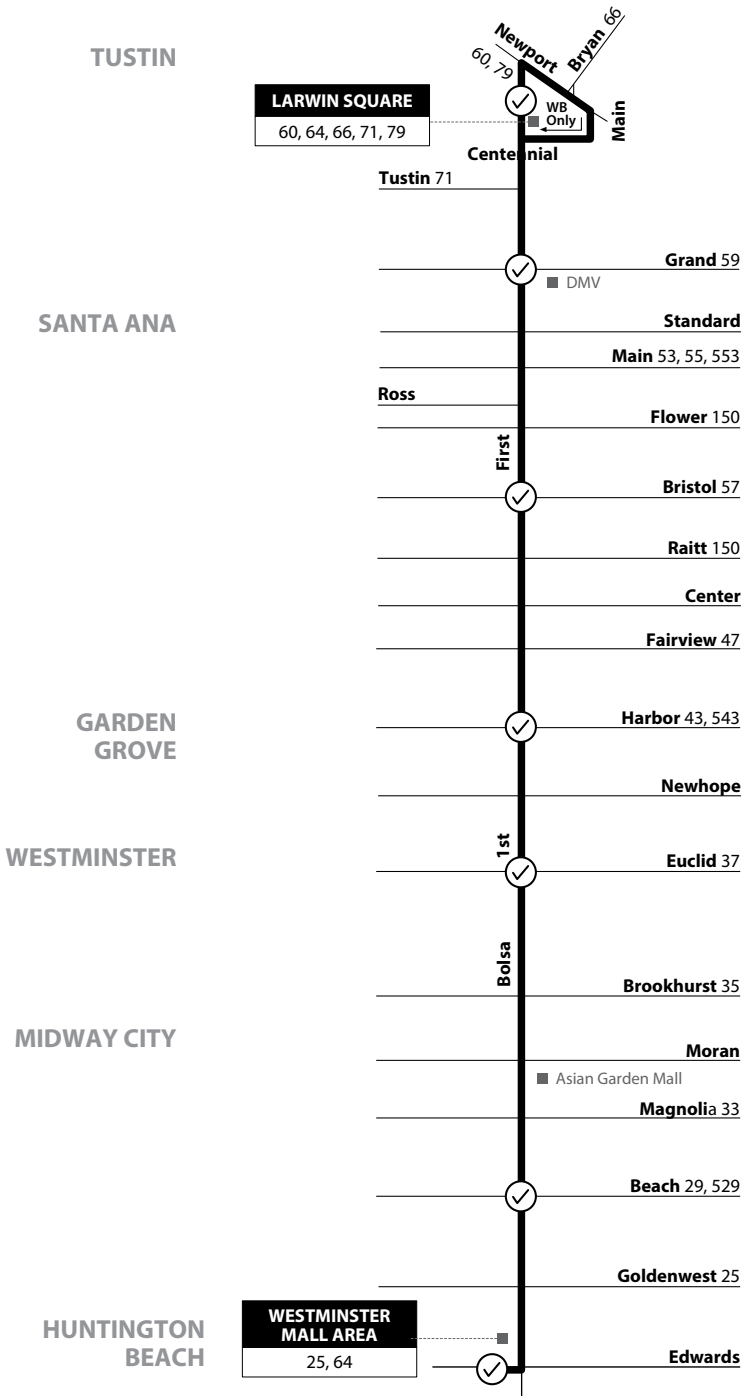 TUSTIN
Newport
60, 79
Bryan 66
LARWIN SQUARE
60, 64, 66, 71, 79
WB
Only
Main
Centennial
Tustin 71
Grand 59
DMV
SANTA ANA
Standard
Main 53, 55, 553
Ross
Flower 150
First
Bristol 57
Raitt 150
Center
Fairview 47
GARDEN
GROVE
Harbor 43, 543
Newhope
WESTMINSTER
1st
Euclid 37
Bolsa
Brookhurst 35
MIDWAY CITY
Moran
Asian Garden Mall
Magnolia 33
Beach 29, 529
Goldenwest 25
HUNTINGTON
BEACH
WESTMINSTER
MALL AREA
25, 64
Edwards